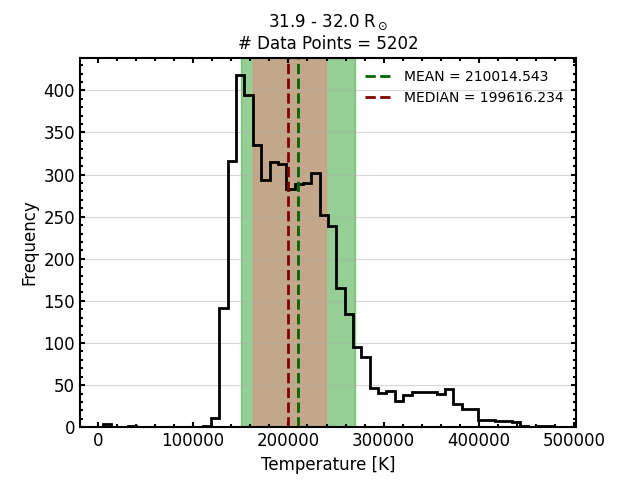 31.9 - 32.0 R⊙
# Data Points = 5202
MEAN = 210014.543
MEDIAN = 199616.234
Frequency
400
350
300
250
200
150
100
50
0
0 100000 200000 300000 400000 500000
Temperature [K]